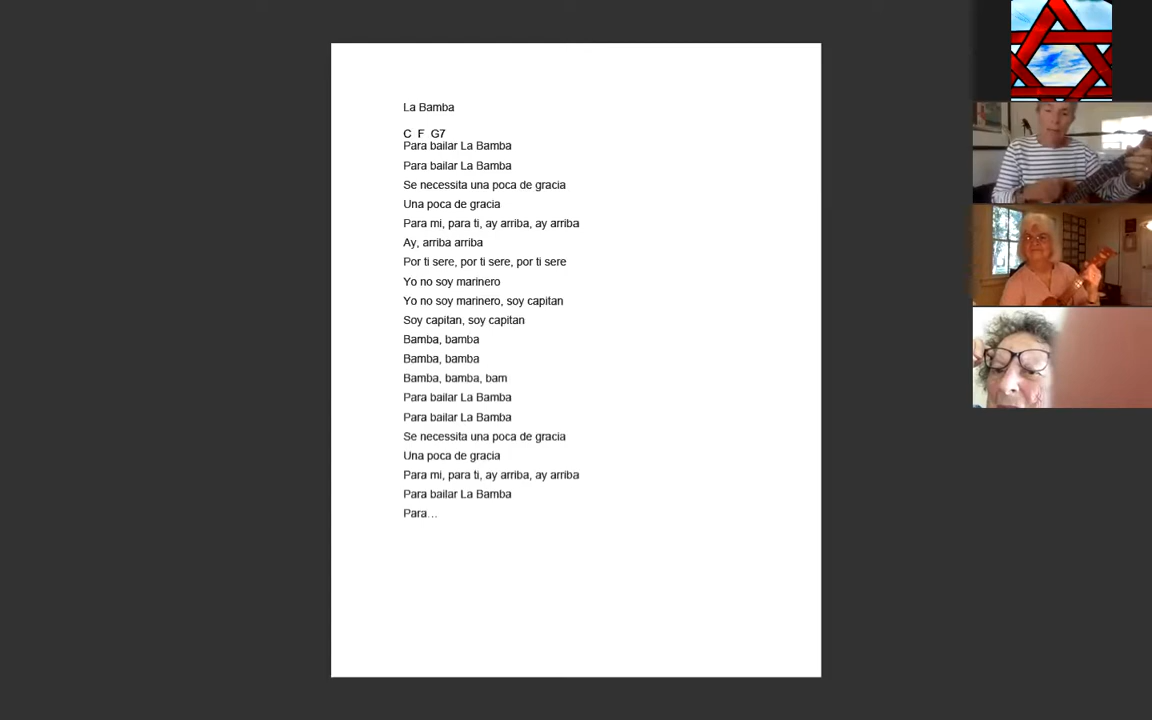 La Bamba
C F G7
Para bailar La Bamba
Para bailar La Bamba
Se necessita una poca de gracia
Una poca de gracia
Para mi, para ti, ay arriba, ay arriba
Ay, arriba arriba
Por ti sere, por ti sere, por ti sere
Yo no soy marinero
Yo no soy marinero, soy capitan
Soy capitan, soy capitan
Bamba, bamba
Bamba, bamba
Bamba, bamba, bam
Para bailar La Bamba
Para bailar La Bamba
Se necessita una poca de gracia
Una poca de gracia
Para mi, para ti, ay arriba, ay arriba
Para bailar La Bamba
Para…